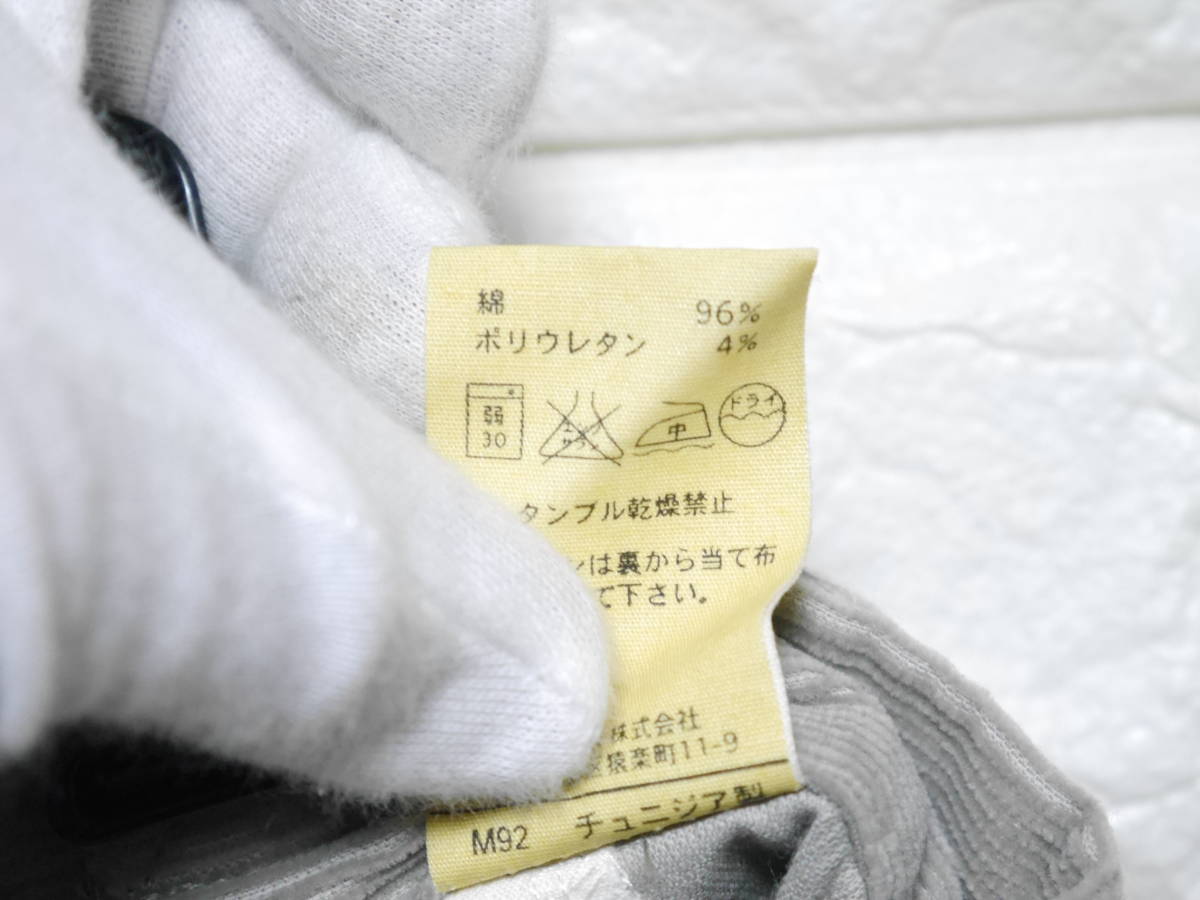 綿 96%
ポリウレタン 4%
弱 30 中 ドライ
タンブル乾燥禁止
は裏から当て布
て下さい。
株式会社
猿楽町11-9
M92 チュニジア製